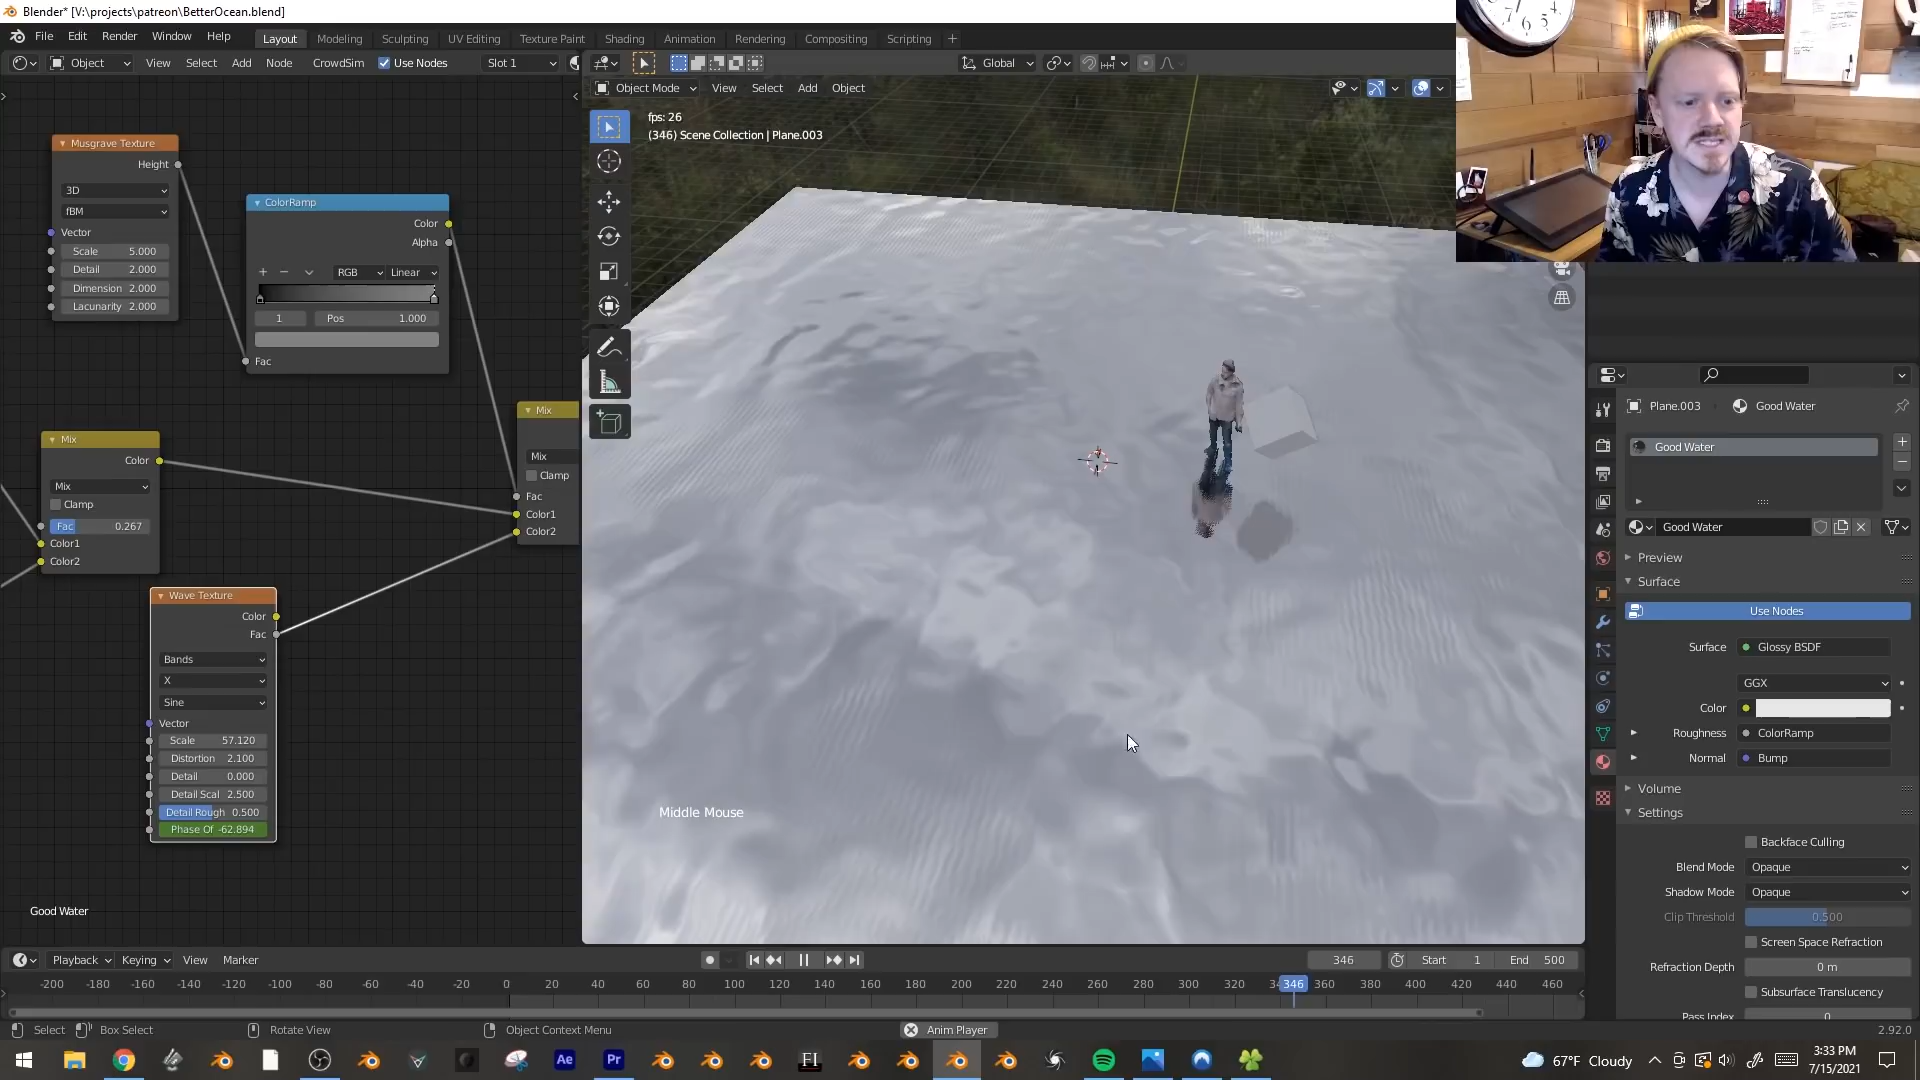 Blender* [V:\projects\patreon\BetterOcean.blend]
File Edit Render Window Help
Layout Modeling Sculpting UV Editing Texture Paint Shading Animation Rendering Compositing Scripting +
Object View Select Add Node CrowdSim Use Nodes Slot 1
Global
Object Mode View Select Add Object
fps: 26
(346) Scene Collection | Plane.003
Musgrave Texture
Height
3D
fBM
Vector
Scale 5.000
Detail 2.000
Dimension 2.000
Lacunarity 2.000
ColorRamp
Color
Alpha
+ − RGB Linear
1 Pos 1.000
Fac
Mix
Color
Mix
Clamp
Fac 0.267
Color1
Color2
Mix
Mix
Clamp
Fac
Color1
Color2
Wave Texture
Color
Fac
Bands
X
Sine
Vector
Scale 57.120
Distortion 2.100
Detail 0.000
Detail Scal 2.500
Detail Rough 0.500
Phase Of -62.894
Good Water
Middle Mouse
Plane.003 Good Water
Good Water
Good Water
Preview
Surface
Use Nodes
Surface Glossy BSDF
GGX
Color
Roughness ColorRamp
Normal Bump
Volume
Settings
Backface Culling
Blend Mode Opaque
Shadow Mode Opaque
Clip Threshold 0.500
Screen Space Refraction
Refraction Depth 0 m
Subsurface Translucency
Pass Index 0
Playback Keying View Marker
346 Start 1 End 500
-200 -180 -160 -140 -120 -100 -80 -60 -40 -20 0 20 40 60 80 100 120 140 160 180 200 220 240 260 280 300 320 346 360 380 400 420 440 460
Select Box Select Rotate View Object Context Menu Anim Player 2.92.0
Ae Pr FI
67°F Cloudy
3:33 PM
7/15/2021